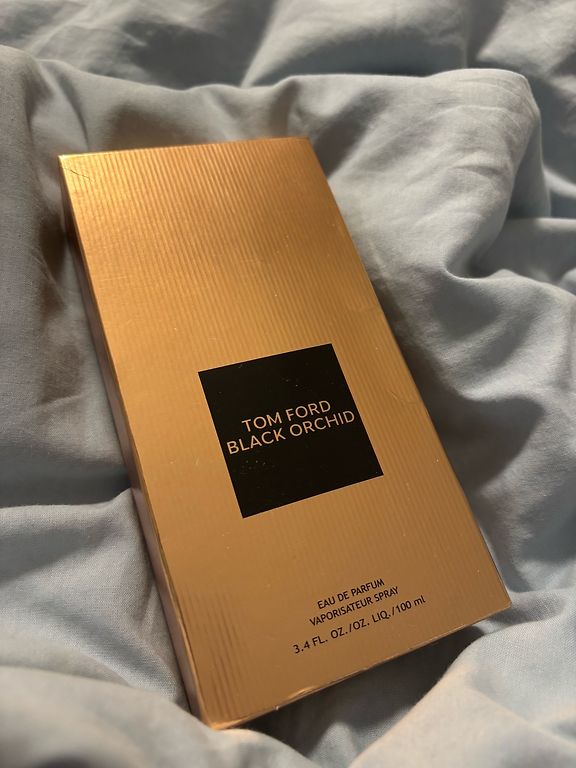 TOM FORD
BLACK ORCHID
EAU DE PARFUM
VAPORISATEUR SPRAY
3.4 FL. OZ./OZ. LIQ./100 ml